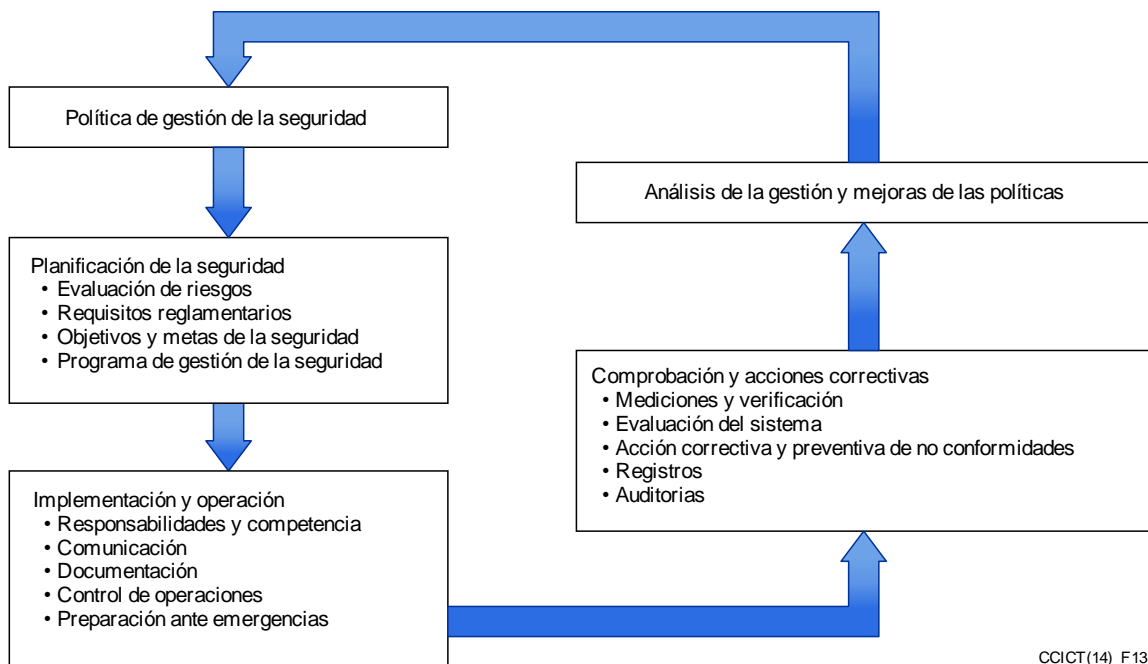 Política de gestión de la seguridad
Planificación de la seguridad
• Evaluación de riesgos
• Requisitos reglamentarios
• Objetivos y metas de la seguridad
• Programa de gestión de la seguridad
Implementación y operación
• Responsabilidades y competencia
• Comunicación
• Documentación
• Control de operaciones
• Preparación ante emergencias
Comprobación y acciones correctivas
• Mediciones y verificación
• Evaluación del sistema
• Acción correctiva y preventiva de no conformidades
• Registros
• Auditorias
Análisis de la gestión y mejoras de las políticas
CCICT(14)_F13